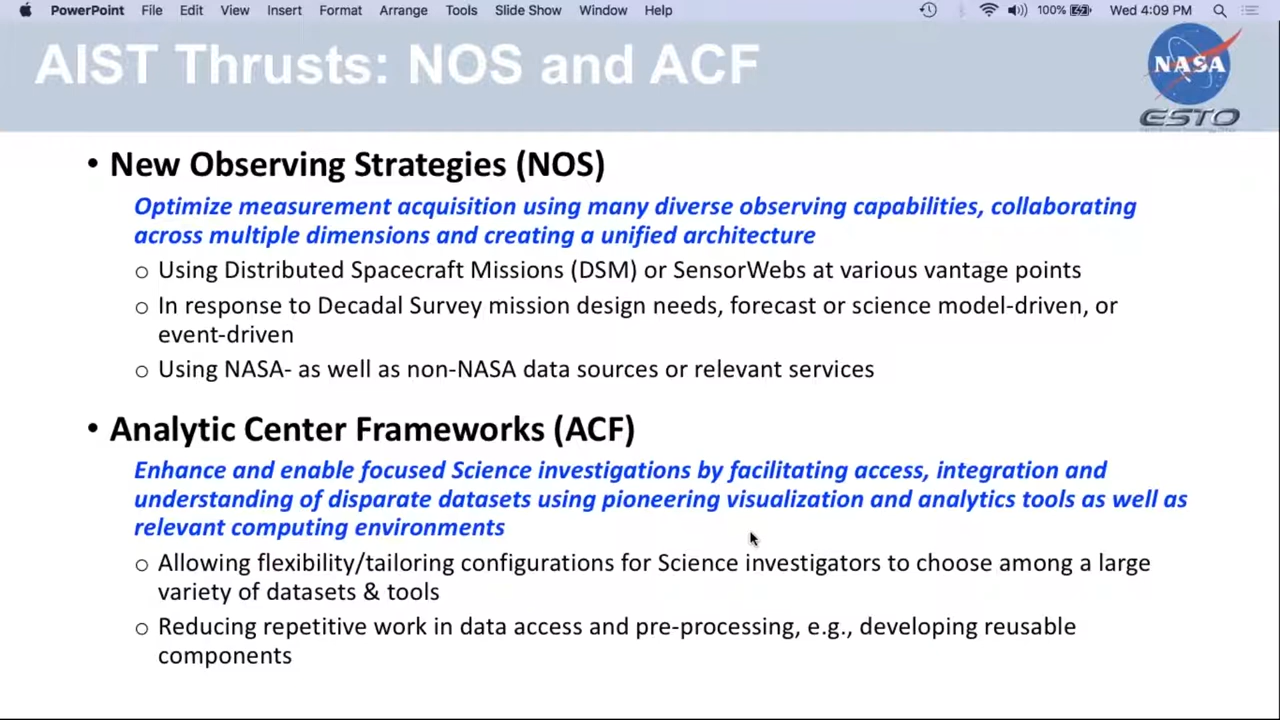 PowerPoint File Edit View Insert Format Arrange Tools Slide Show Window Help 100% Wed 4:09 PM
AIST Thrusts: NOS and ACF
NASA
ESTO
• New Observing Strategies (NOS)
Optimize measurement acquisition using many diverse observing capabilities, collaborating
across multiple dimensions and creating a unified architecture
o Using Distributed Spacecraft Missions (DSM) or SensorWebs at various vantage points
o In response to Decadal Survey mission design needs, forecast or science model-driven, or
event-driven
o Using NASA- as well as non-NASA data sources or relevant services
• Analytic Center Frameworks (ACF)
Enhance and enable focused Science investigations by facilitating access, integration and
understanding of disparate datasets using pioneering visualization and analytics tools as well as
relevant computing environments
o Allowing flexibility/tailoring configurations for Science investigators to choose among a large
variety of datasets & tools
o Reducing repetitive work in data access and pre-processing, e.g., developing reusable
components